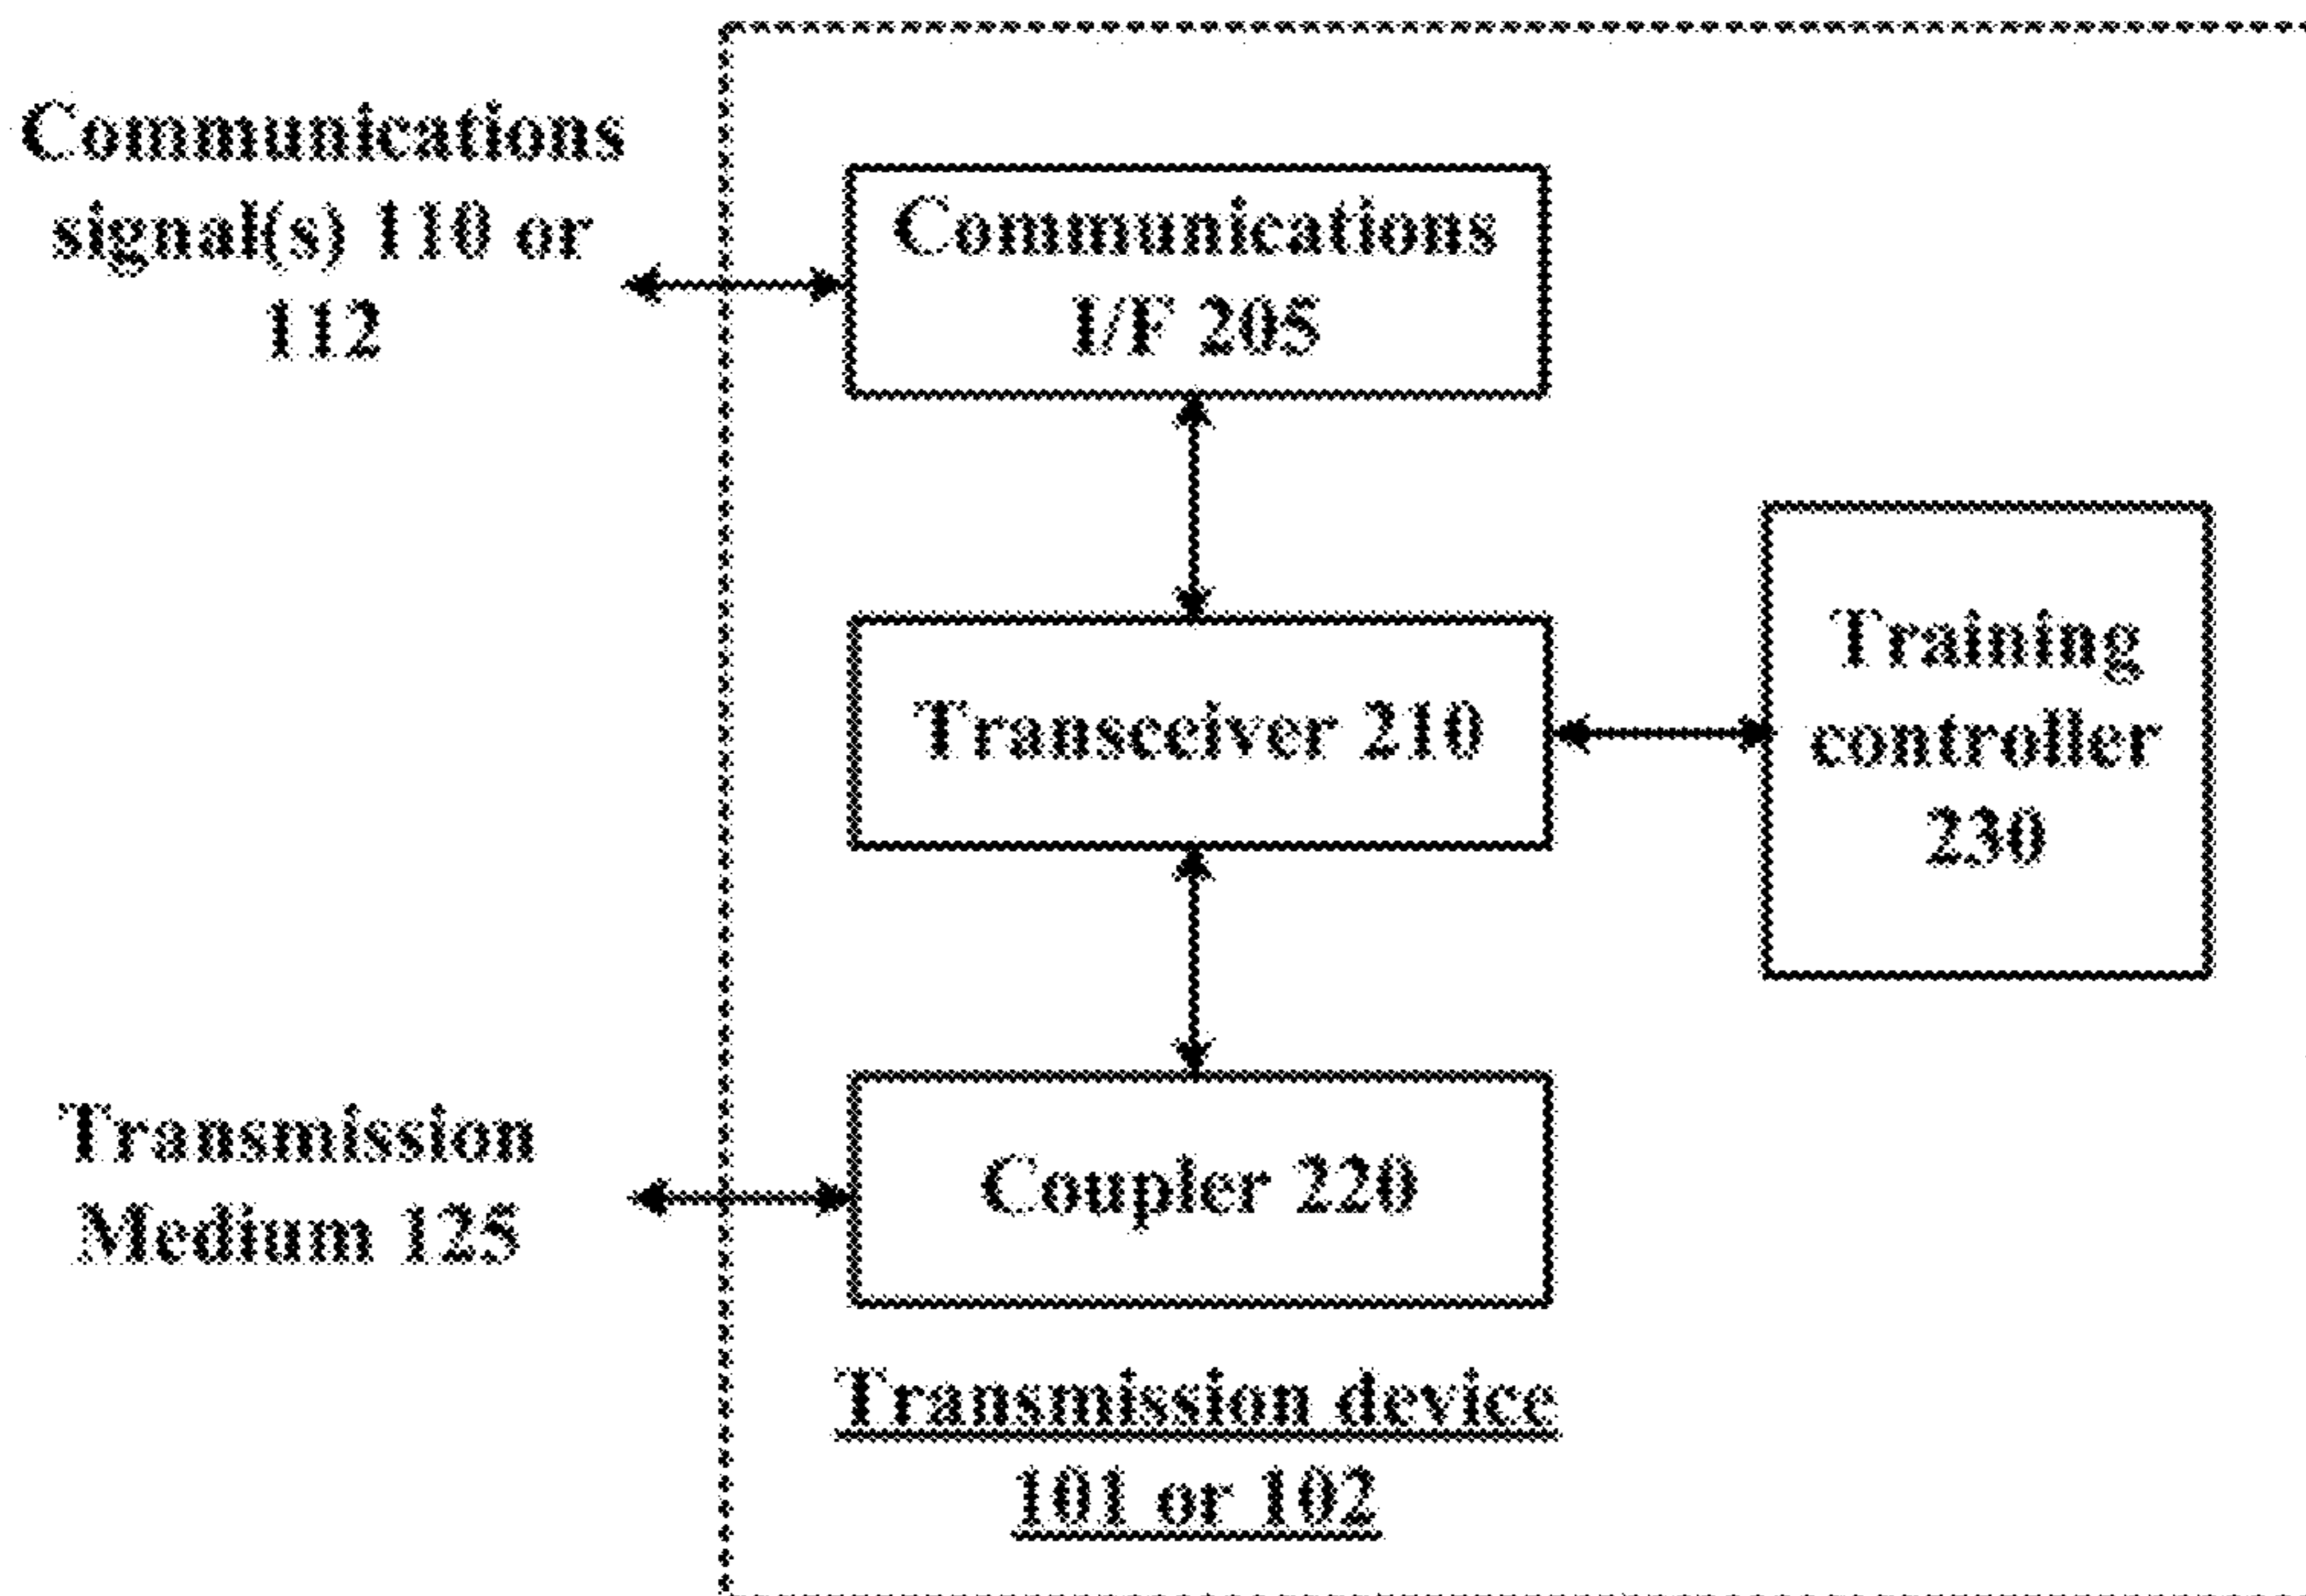 Communications
signal(s) 110 or
112
Communications
I/F 205
Transceiver 210
Training
controller
230
Transmission
Medium 125
Coupler 220
Transmission device
101 or 102